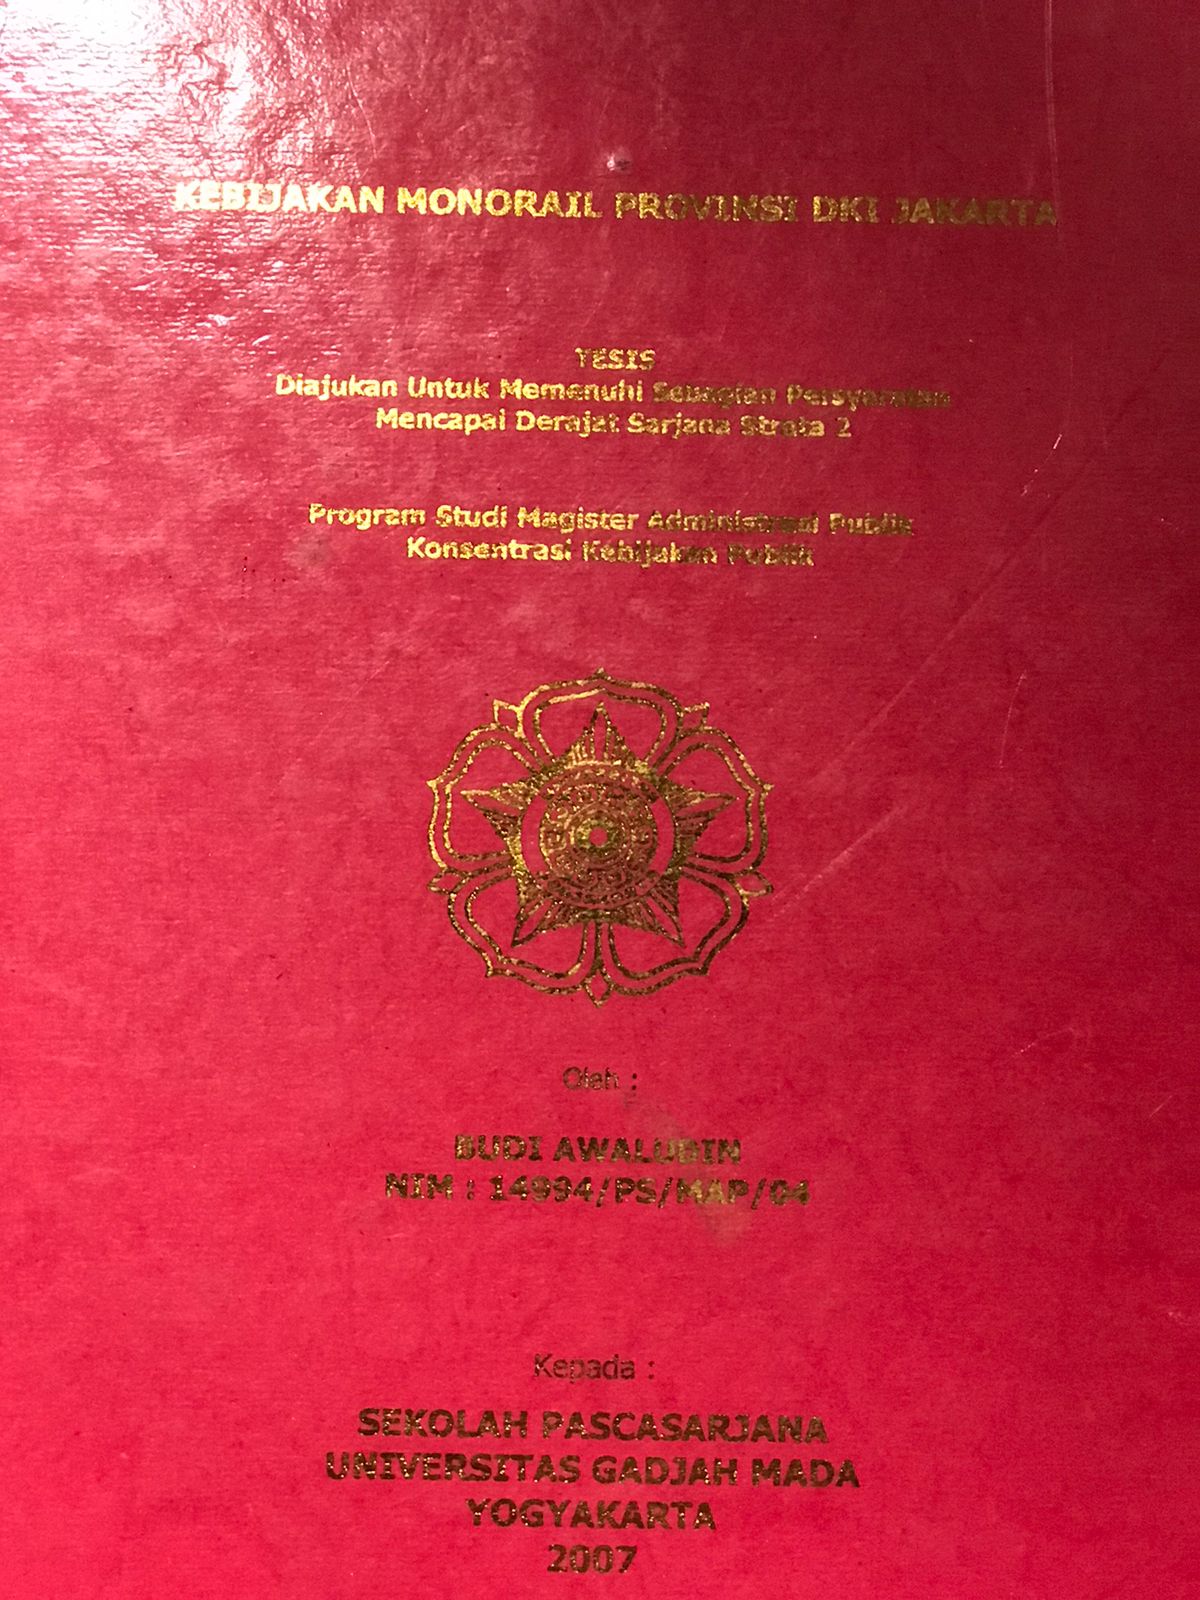 KEBIJAKAN MONORAIL PROVINSI DKI JAKARTA
TESIS
Diajukan Untuk Memenuhi Sebagian Persyaratan
Mencapai Derajat Sarjana Strata 2
Program Studi Magister Administrasi Publik
Konsentrasi Kebijakan Publik
Oleh :
BUDI AWALUDIN
NIM : 14994/PS/MAP/04
Kepada :
SEKOLAH PASCASARJANA
UNIVERSITAS GADJAH MADA
YOGYAKARTA
2007